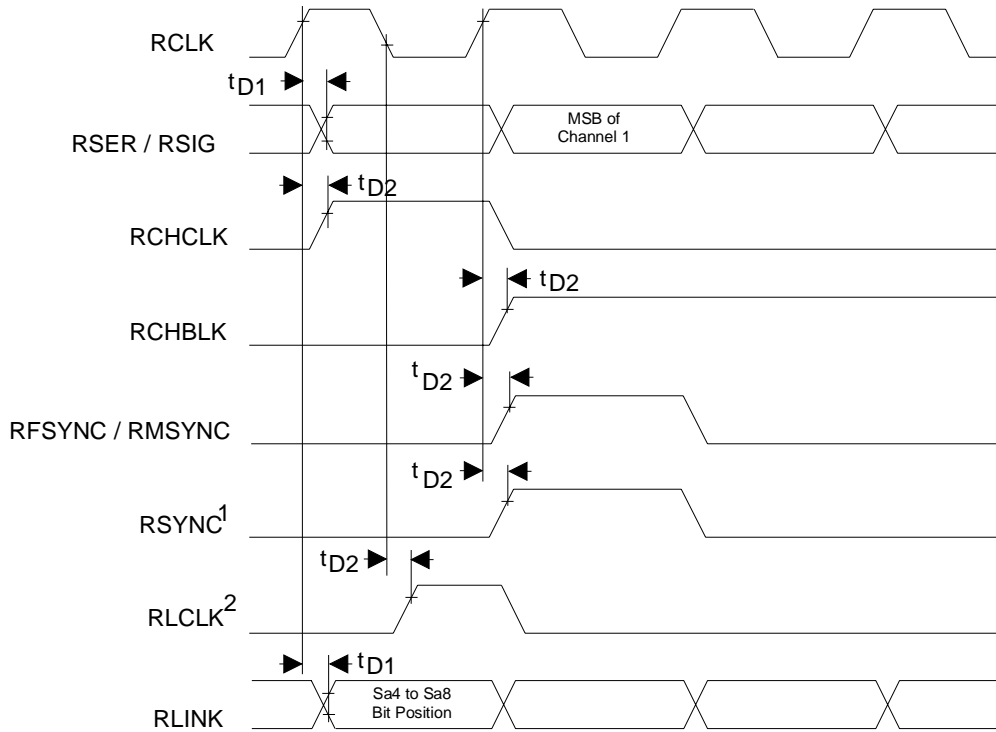 RCLK
tD1
RSER / RSIG
MSB of
Channel 1
tD2
RCHCLK
tD2
RCHBLK
tD2
RFSYNC / RMSYNC
tD2
RSYNC1
tD2
RLCLK2
tD1
Sa4 to Sa8
Bit Position
RLINK